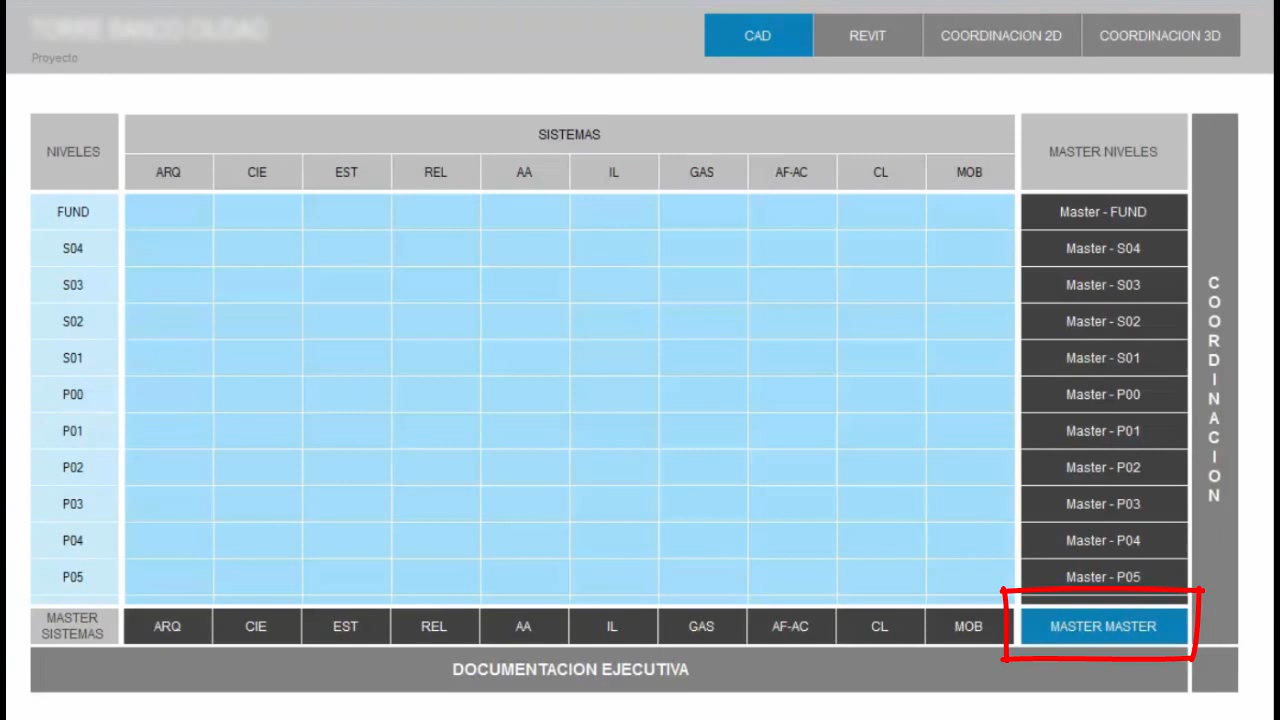 Proyecto
CAD REVIT COORDINACION 2D COORDINACION 3D
NIVELES SISTEMAS MASTER NIVELES
ARQ CIE EST REL AA IL GAS AF-AC CL MOB
FUND Master - FUND
S04 Master - S04
S03 Master - S03
S02 Master - S02
S01 Master - S01
P00 Master - P00
P01 Master - P01
P02 Master - P02
P03 Master - P03
P04 Master - P04
P05 Master - P05
COORDINACION
MASTER
SISTEMAS ARQ CIE EST REL AA IL GAS AF-AC CL MOB MASTER MASTER
DOCUMENTACION EJECUTIVA